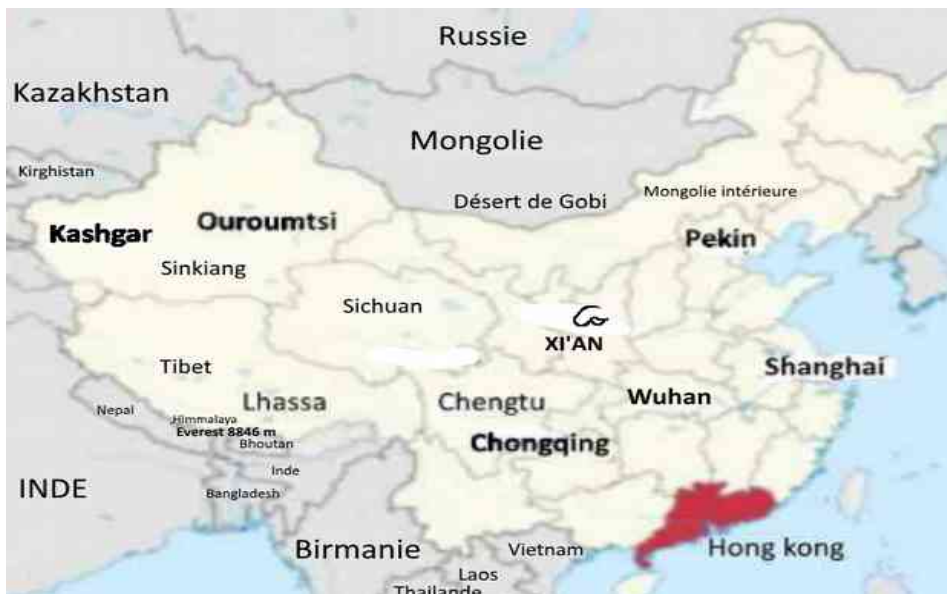 Russie
Kazakhstan
Mongolie
Kirghistan
Mongolie intérieure
Désert de Gobi
Ouroumtsi
Kashgar
Pekin
Sinkiang
Sichuan
XI'AN
Tibet
Shanghai
Lhassa
Chengtu
Wuhan
Nepal
Himmalaya
Everest 8846 m
Bhoutan
Chongqing
Inde
INDE
Bangladesh
Birmanie
Vietnam
Hong kong
Laos
Thailande